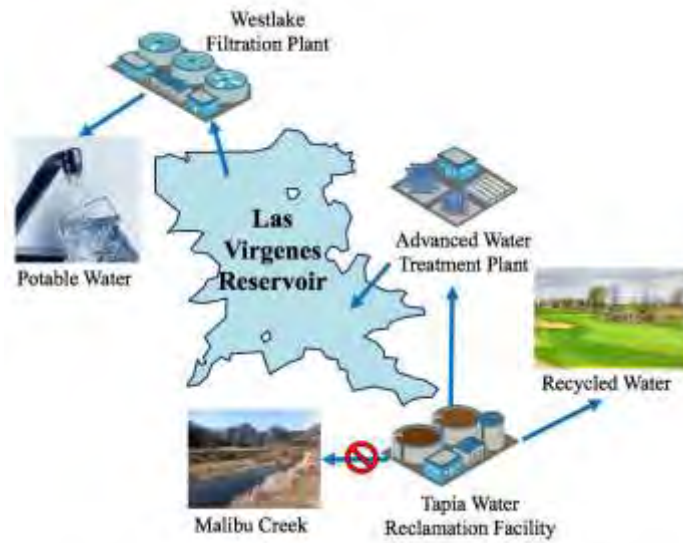 Westlake
Filtration Plant
Las
Virgenes
Reservoir
Potable Water
Advanced Water
Treatment Plant
Recycled Water
Malibu Creek
Tapia Water
Reclamation Facility